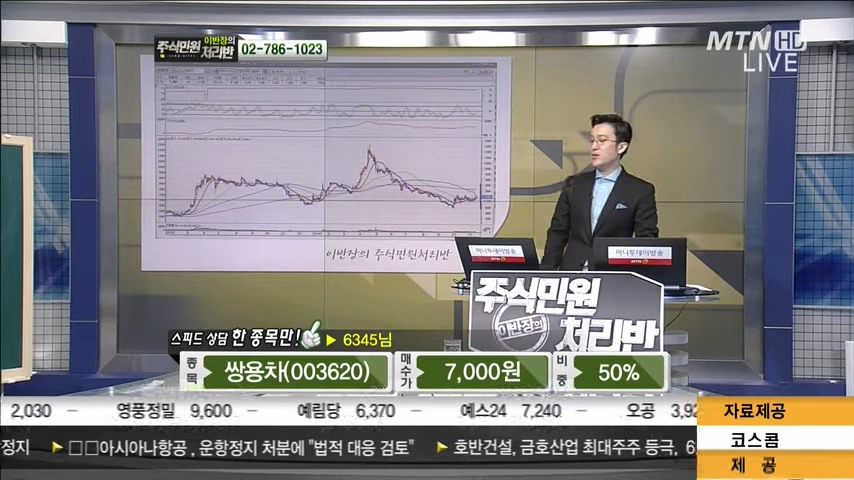 주식민원 이반장의 처리반
02-786-1023
MTN HD
LIVE
이반장의 주식민원처리반
머니투데이방송
머니투데이방송
주식민원
이반장의
처리반
스피드 상담 한 종목만! ▶ 6345님
종목 쌍용차(003620) 매수가 7,000원 비중 50%
2,030 – 영풍정밀 9,600 – 예림당 6,370 – 예스24 7,240 – 오공 3,92
자료제공
코스콤
제 공
정지 ▶ □□아시아나항공, 운항정지 처분에 "법적 대응 검토" ▶ 호반건설, 금호산업 최대주주 등극, 6